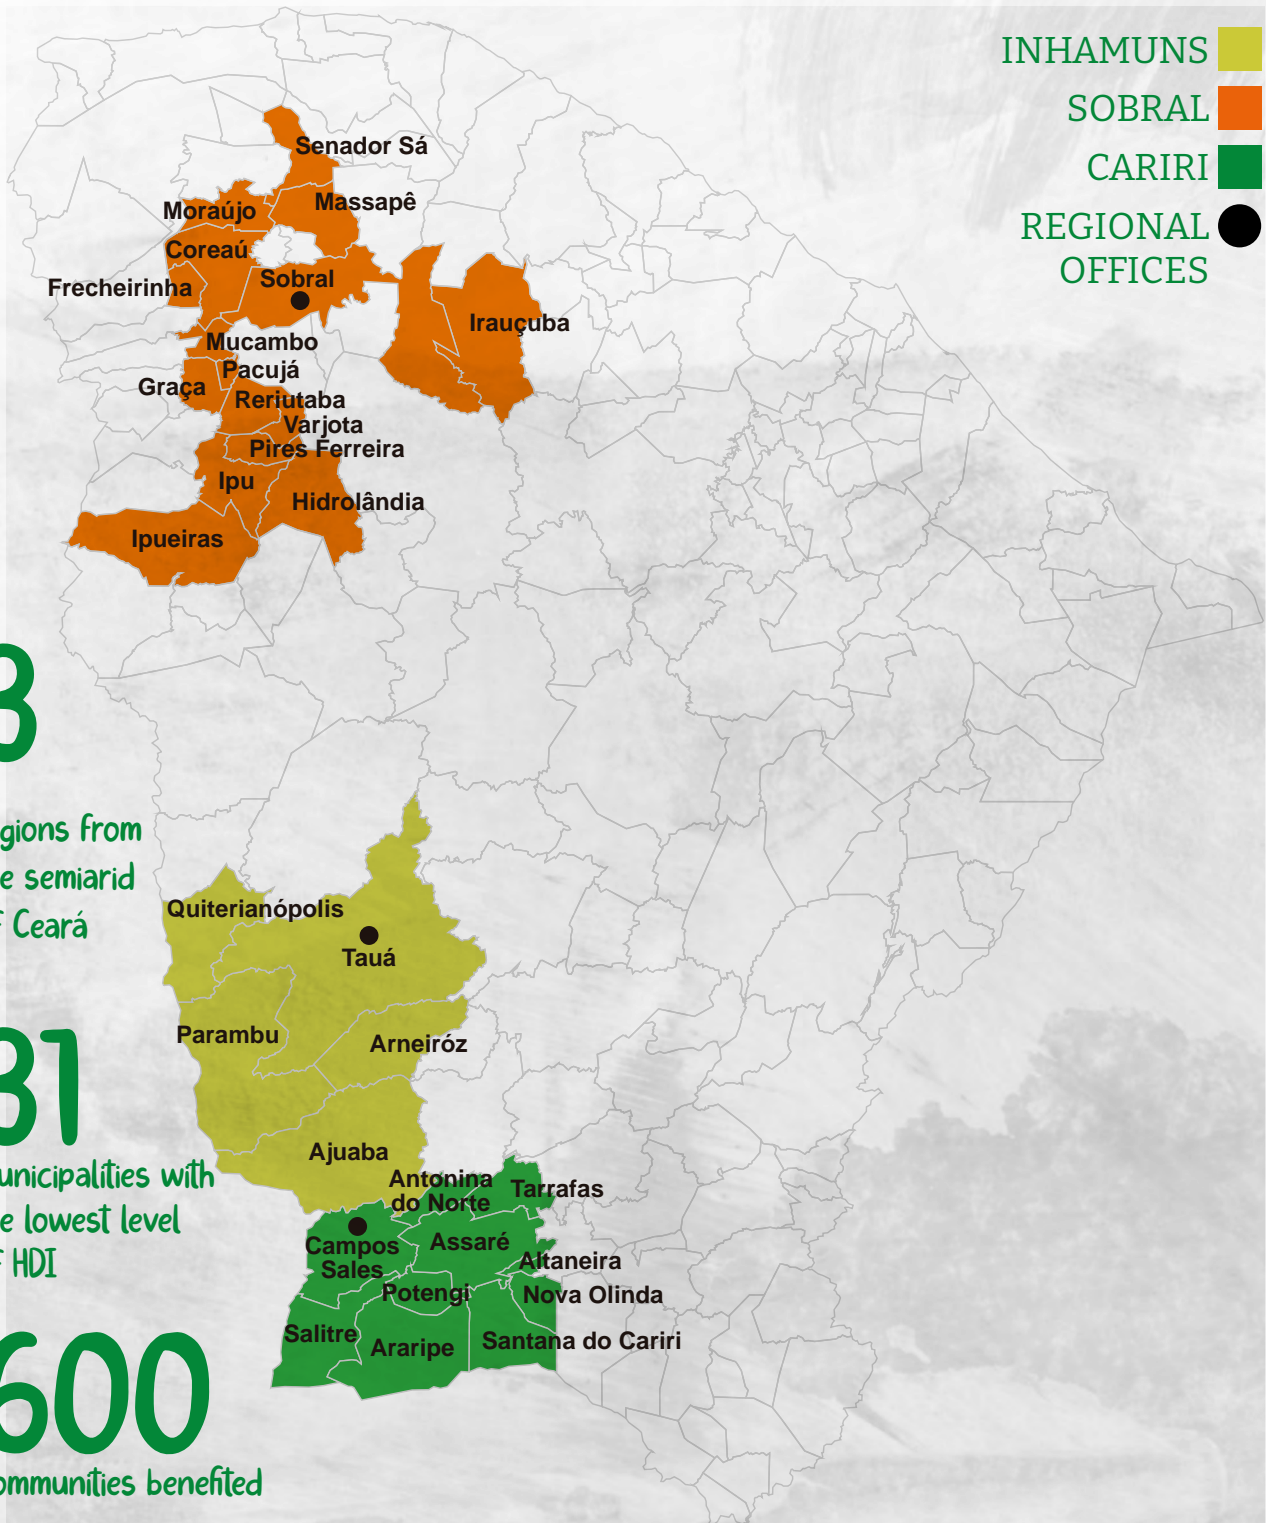 INHAMUNS
SOBRAL
CARIRI
REGIONAL
OFFICES
Senador Sá
Massapê
Moraújo
Coreaú
Sobral
Frecheirinha
Irauçuba
Mucambo
Pacujá
Graça
Reriutaba
Varjota
Pires Ferreira
Ipu
Hidrolândia
Ipueiras
3
gions from
e semiarid
f Ceará
Quiterianópolis
Tauá
Parambu
Arneiróz
31
unicipalities with
e lowest level
f HDI
Ajuaba
Antonina
do Norte
Tarrafas
Campos
Sales
Assaré
Altaneira
Potengi
Nova Olinda
Salitre
Araripe
Santana do Cariri
600
ommunities benefited